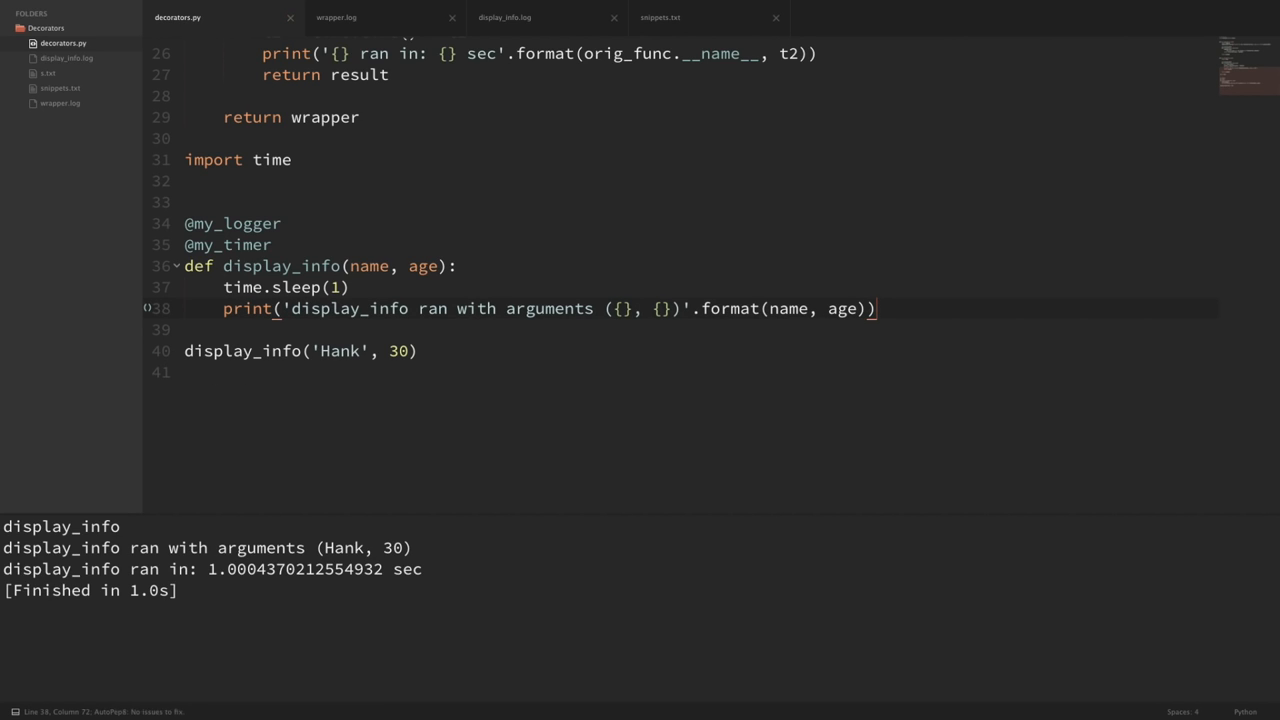 FOLDERS
Decorators
decorators.py
display_info.log
s.txt
snippets.txt
wrapper.log
decorators.py wrapper.log display_info.log snippets.txt
26 print('{} ran in: {} sec'.format(orig_func.__name__, t2))
27 return result
28
29 return wrapper
30
31 import time
32
33
34 @my_logger
35 @my_timer
36 def display_info(name, age):
37 time.sleep(1)
38 print('display_info ran with arguments ({}, {})'.format(name, age))
39
40 display_info('Hank', 30)
41
display_info
display_info ran with arguments (Hank, 30)
display_info ran in: 1.0004370212554932 sec
[Finished in 1.0s]
Line 38, Column 72; AutoPep8: No issues to fix. Spaces: 4 Python